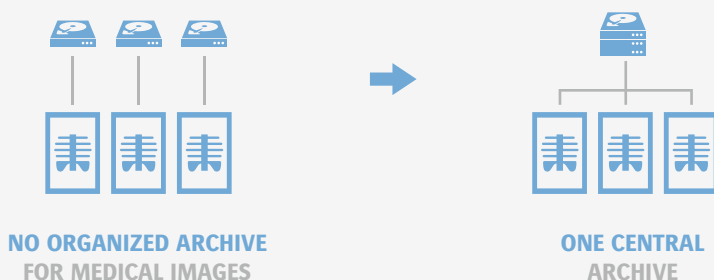 NO ORGANIZED ARCHIVE
FOR MEDICAL IMAGES
ONE CENTRAL
ARCHIVE